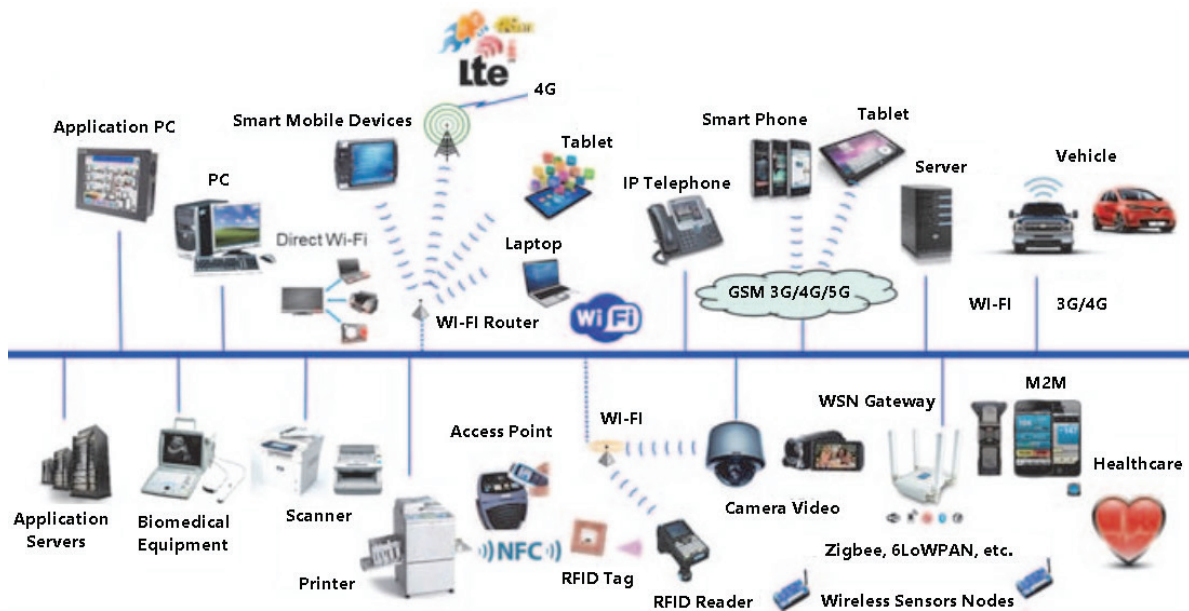 Lte
4G
Application PC
Smart Mobile Devices
Smart Phone
Tablet
Tablet
Server
Vehicle
PC
IP Telephone
Direct Wi-Fi
Laptop
GSM 3G/4G/5G
WI-FI
3G/4G
WI-FI Router
Wi Fi
M2M
WSN Gateway
WI-FI
Access Point
Healthcare
Application
Servers
Biomedical
Equipment
Scanner
Camera Video
Printer
NFC
RFID Tag
RFID Reader
Zigbee, 6LoWPAN, etc.
Wireless Sensors Nodes